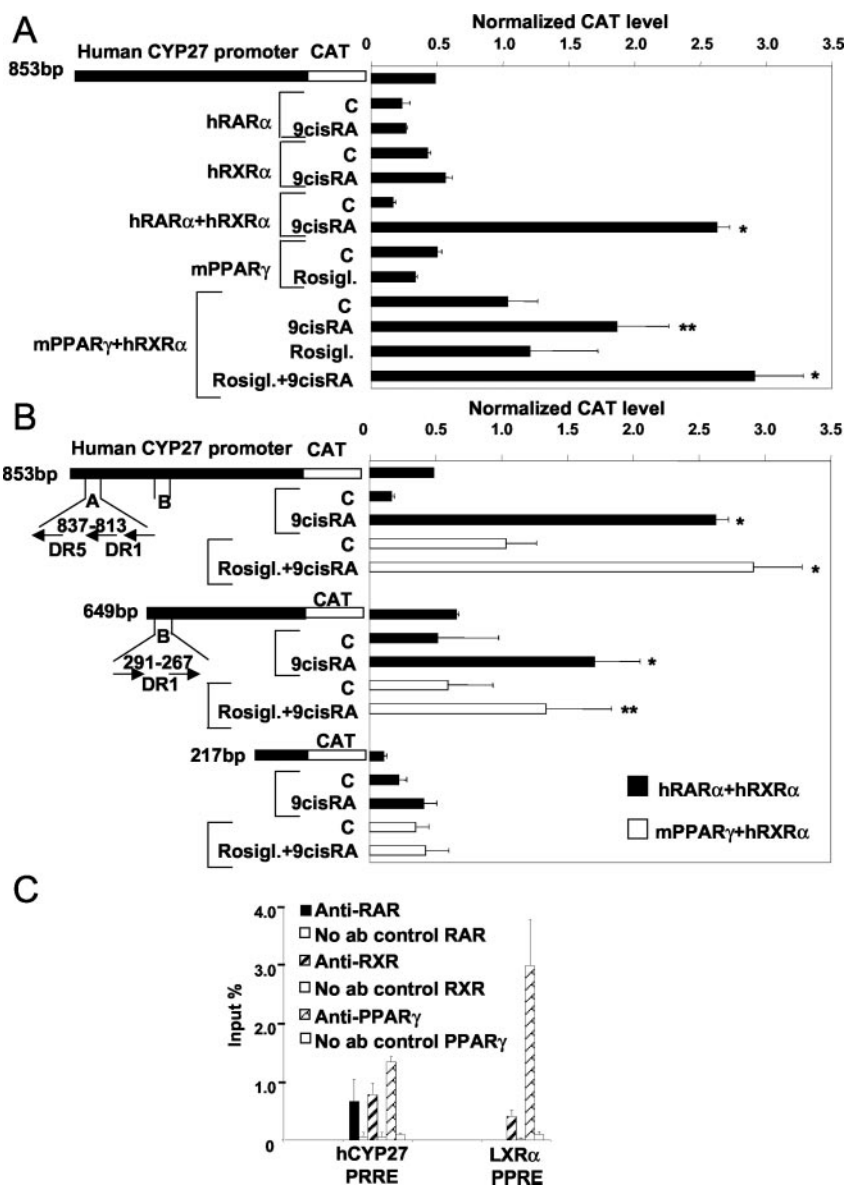 A
Normalized CAT level
Human CYP27 promoter CAT
0 0.5 1.0 1.5 2.0 2.5 3.0 3.5
853bp
C
hRARα
9cisRA
C
hRXRα
9cisRA
C
hRARα+hRXRα
9cisRA *
C
mPPARγ
Rosigl.
C
9cisRA **
mPPARγ+hRXRα
Rosigl.
Rosigl.+9cisRA *
B
Normalized CAT level
Human CYP27 promoter CAT
0 0.5 1.0 1.5 2.0 2.5 3.0 3.5
853bp
A B
C
837-813
9cisRA *
DR5 DR1
C
Rosigl.+9cisRA *
CAT
649bp
B
C
291-267
9cisRA *
DR1
C
Rosigl.+9cisRA **
CAT
217bp
C
9cisRA
hRARα+hRXRα
C
Rosigl.+9cisRA
mPPARγ+hRXRα
C
4.0
Anti-RAR
No ab control RAR
3.0
Anti-RXR
No ab control RXR
2.0
Anti-PPARγ
No ab control PPARγ
Input %
1.0
0
hCYP27
PRRE
LXRα
PPRE